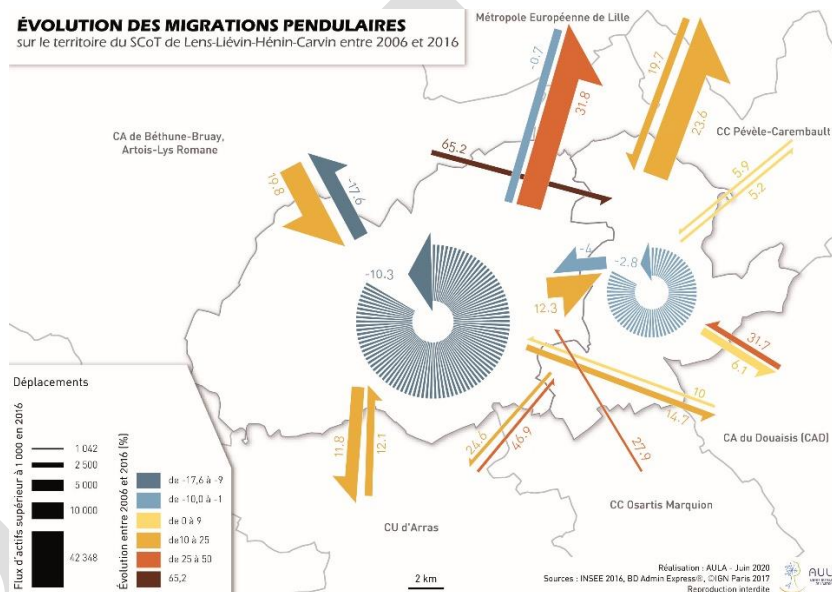 ÉVOLUTION DES MIGRATIONS PENDULAIRES
sur le territoire du SCoT de Lens-Liévin-Hénin-Carvin entre 2006 et 2016
Métropole Européenne de Lille
CA de Béthune-Bruay,
Artois-Lys Romane
CC Pévèle-Carembault
-0.7
31.8
19.7
23.6
65.2
5.9
5.2
19.8
-17.6
-10.3
-4
-2.8
12.3
31.7
6.1
10
14.7
24.6
46.9
27.9
11.8
12.1
CA du Douaisis (CAD)
CC Osartis Marquion
CU d'Arras
Déplacements
Flux d'actifs supérieur à 1 000 en 2016
1 042
2 500
5 000
10 000
42 348
Évolution entre 2006 et 2016 (%)
de -17,6 à -9
de -10,0 à -1
de 0 à 9
de10 à 25
de 25 à 50
65,2
2 km
Réalisation : AULA - Juin 2020
Sources : INSEE 2016, BD Admin Express®, ©IGN Paris 2017
Reproduction interdite
AULA